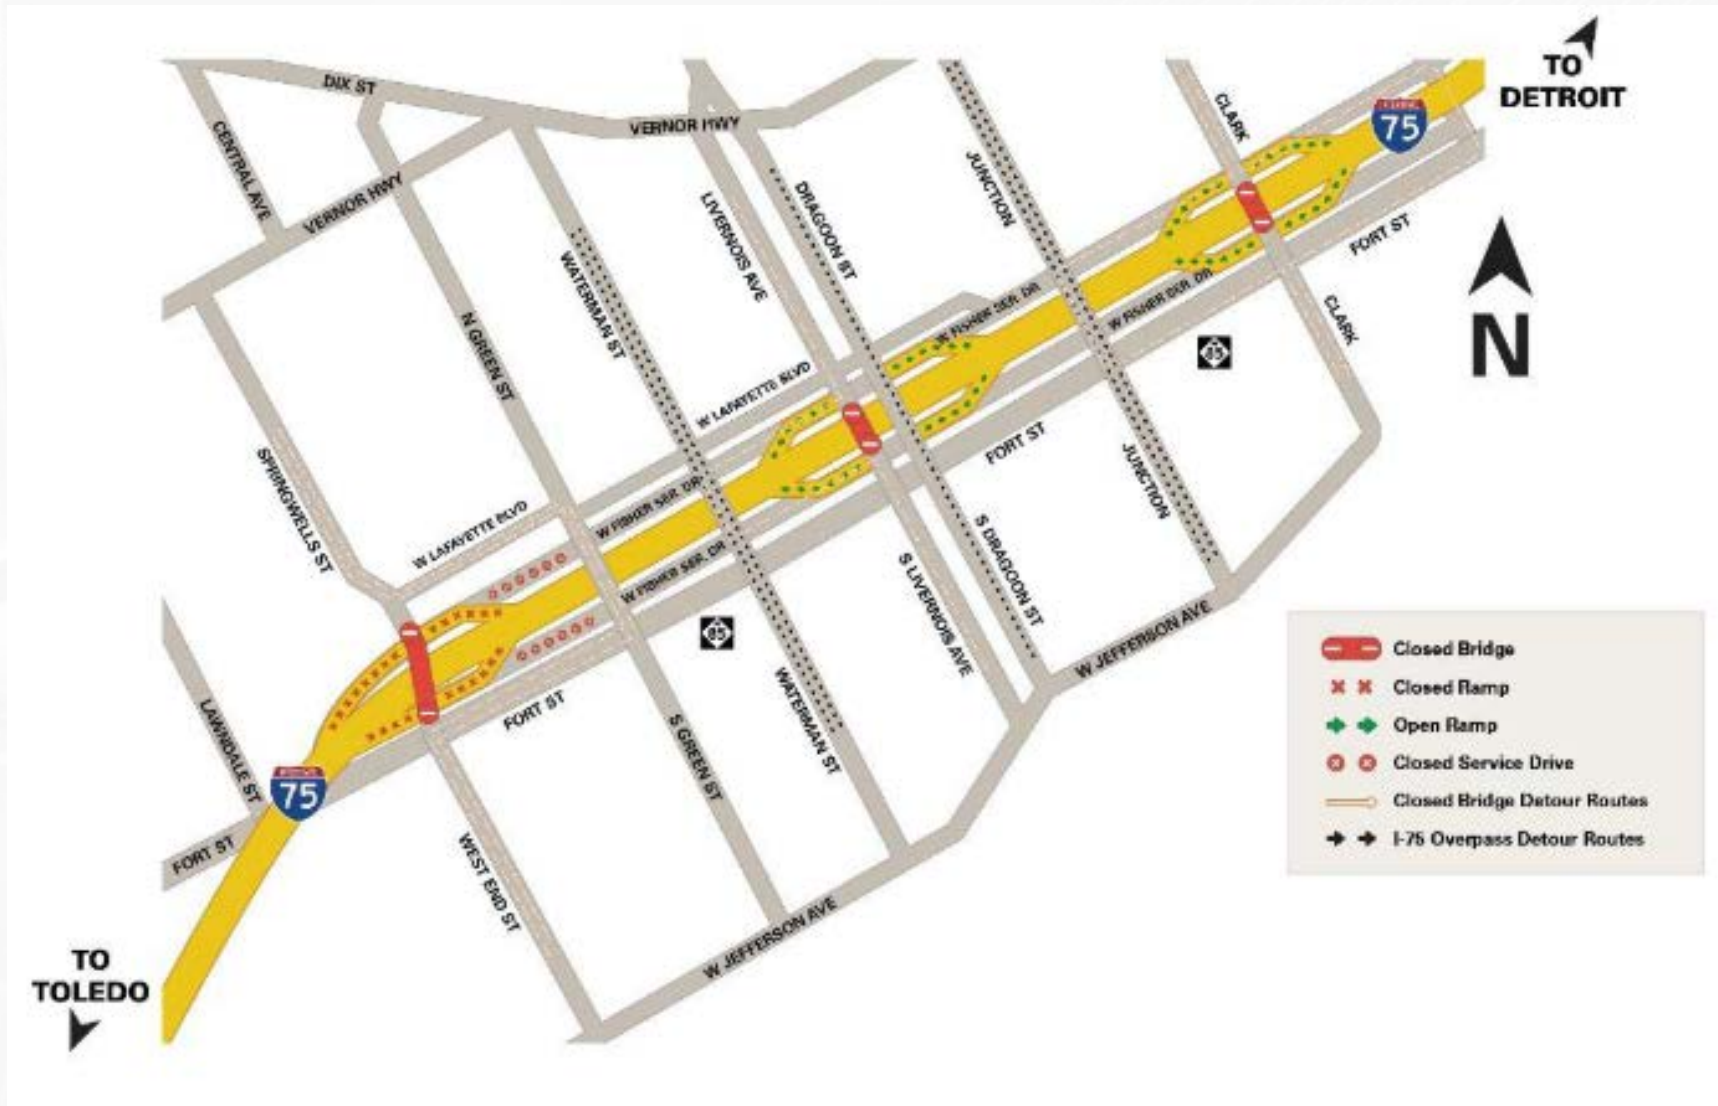 TO
DETROIT
75
DIX ST
VERNOR HWY
CENTRAL AVE
VERNOR HWY
CLARK
JUNCTION
DRAGOON ST
LIVERNOIS AVE
WATERMAN ST
FORT ST
N
W FISHER SER. DR
W FISHER SER. DR
CLARK
85
N GREEN ST
W LAFAYETTE BLVD
FORT ST
JUNCTION
SPRINGWELLS ST
W LAFAYETTE BLVD
W FISHER SER. DR
W FISHER SER. DR
S DRAGOON ST
S LIVERNOIS AVE
85
W JEFFERSON AVE
FORT ST
WATERMAN ST
S GREEN ST
LAWNDALE ST
75
FORT ST
WEST END ST
W JEFFERSON AVE
TO
TOLEDO
Closed Bridge
Closed Ramp
Open Ramp
Closed Service Drive
Closed Bridge Detour Routes
I-75 Overpass Detour Routes